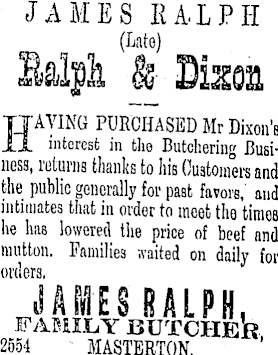 JAMES RALPH
(Late)
Ralph & Dixon
HAVING PURCHASED Mr Dixon's
interest in the Butchering Busi-
ness, returns thanks to his Customers and
the public generally for past favors, and
intimates that in order to meet the times
he has lowered the price of beef and
mutton. Families waited on daily for
orders.
JAMES RALPH,
FAMILY BUTCHER,
2554 MASTERTON.